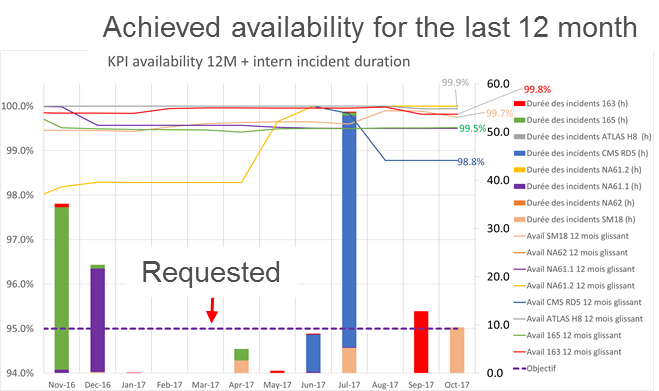 Achieved availability for the last 12 month
KPI availability 12M + intern incident duration
99.9%
99.8%
99.7%
99.5%
98.8%
100.0%
99.0%
98.0%
97.0%
96.0%
95.0%
94.0%
60.0
50.0
40.0
30.0
20.0
10.0
0.0
Requested
Nov-16 Dec-16 Jan-17 Feb-17 Mar-17 Apr-17 May-17 Jun-17 Jul-17 Aug-17 Sep-17 Oct-17
Durée des incidents 163 (h)
Durée des incidents 165 (h)
Durée des incidents ATLAS H8 (h)
Durée des incidents CMS RD5 (h)
Durée des incidents NA61.2 (h)
Durée des incidents NA61.1 (h)
Durée des incidents NA62 (h)
Durée des incidents SM18 (h)
Avail SM18 12 mois glissant
Avail NA62 12 mois glissant
Avail NA61.1 12 mois glissant
Avail NA61.2 12 mois glissant
Avail CMS RD5 12 mois glissant
Avail ATLAS H8 12 mois glissant
Avail 165 12 mois glissant
Avail 163 12 mois glissant
Objectif